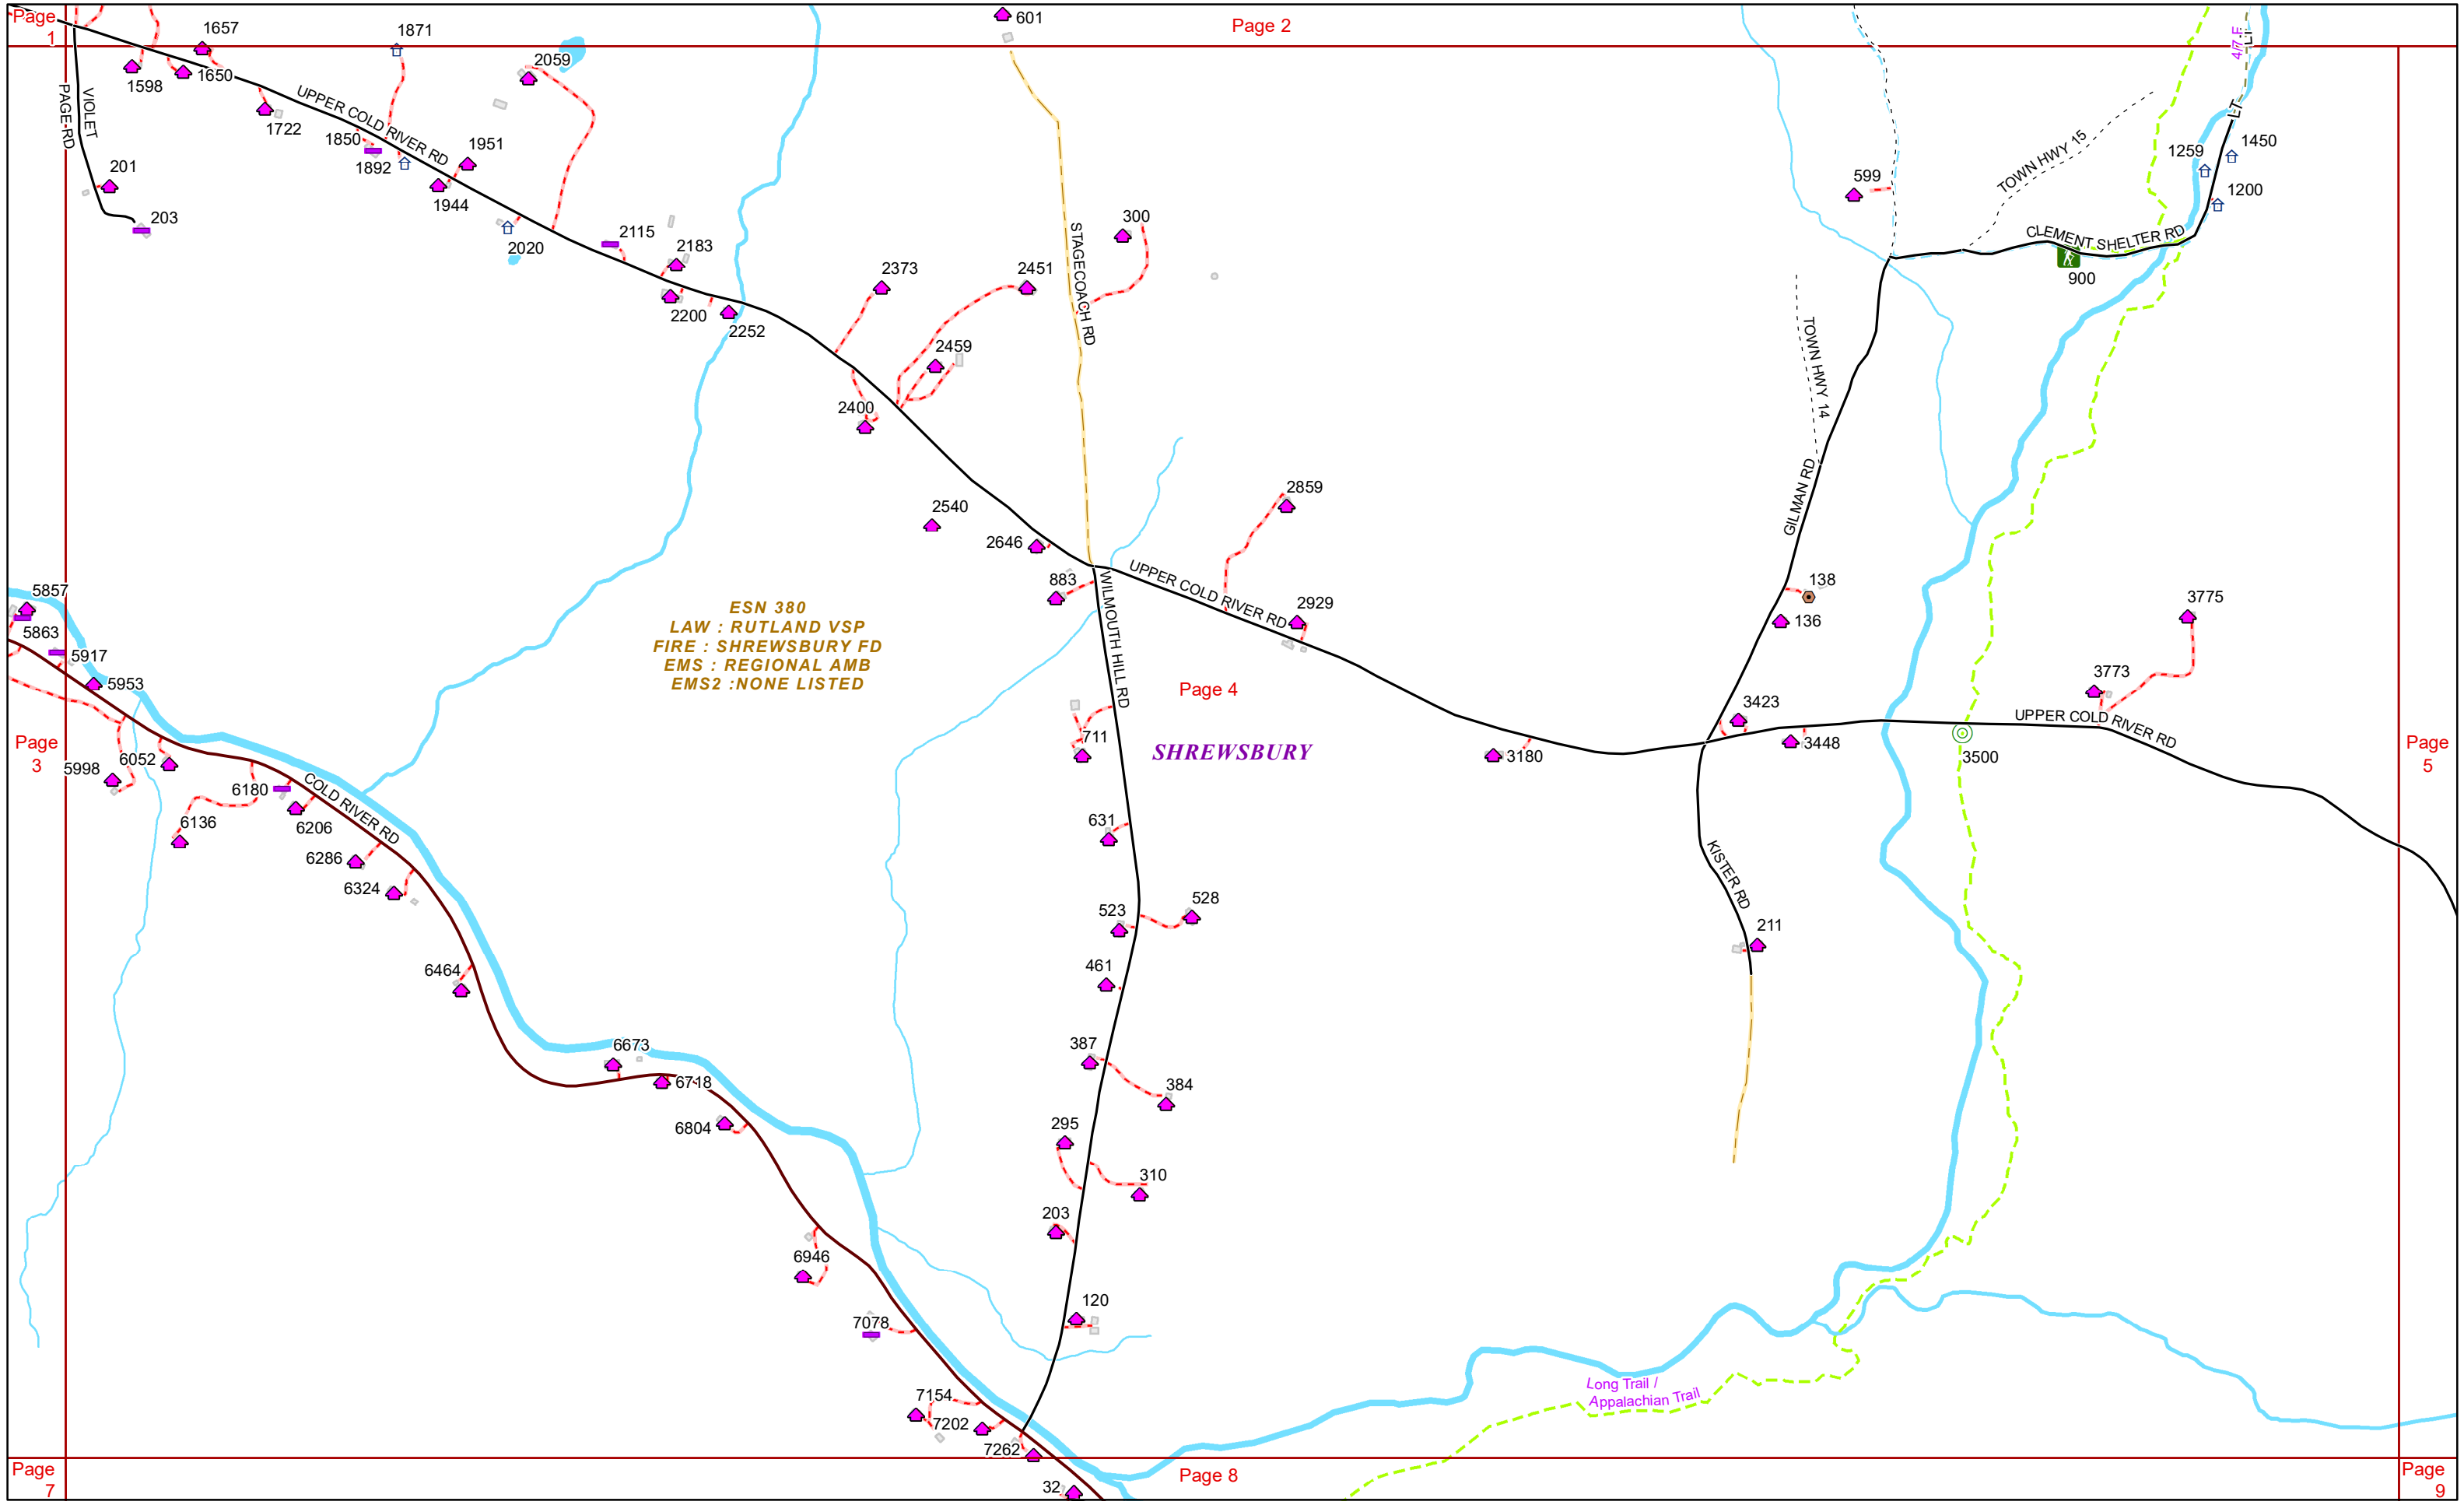 Page
1
Page 2
601
1657
1871
2059
1598
1650
4/7 F
LT
LT
VIOLET
PAGE RD
UPPER COLD RIVER RD
1722
1850
1892
1951
1944
2020
201
203
2115
2183
2200
2252
2373
2451
300
STAGECOACH RD
2459
2400
599
TOWN HWY 15
1259
1450
1200
CLEMENT SHELTER RD
900
TOWN HWY 14
GILMAN RD
2540
2646
2859
883
UPPER COLD RIVER RD
2929
WILMOUTH HILL RD
138
136
3775
3773
5857
5863
5917
5953
ESN 380
LAW : RUTLAND VSP
FIRE : SHREWSBURY FD
EMS : REGIONAL AMB
EMS2 :NONE LISTED
Page 4
SHREWSBURY
711
3423
3448
3180
3500
UPPER COLD RIVER RD
Page
3
Page
5
5998
6052
6180
6136
6206
COLD RIVER RD
6286
6324
631
KISTER RD
211
523
528
461
6464
387
384
6673
6718
6804
295
310
203
6946
120
7078
7154
7202
7262
Long Trail /
Appalachian Trail
Page
7
32
Page 8
Page
9